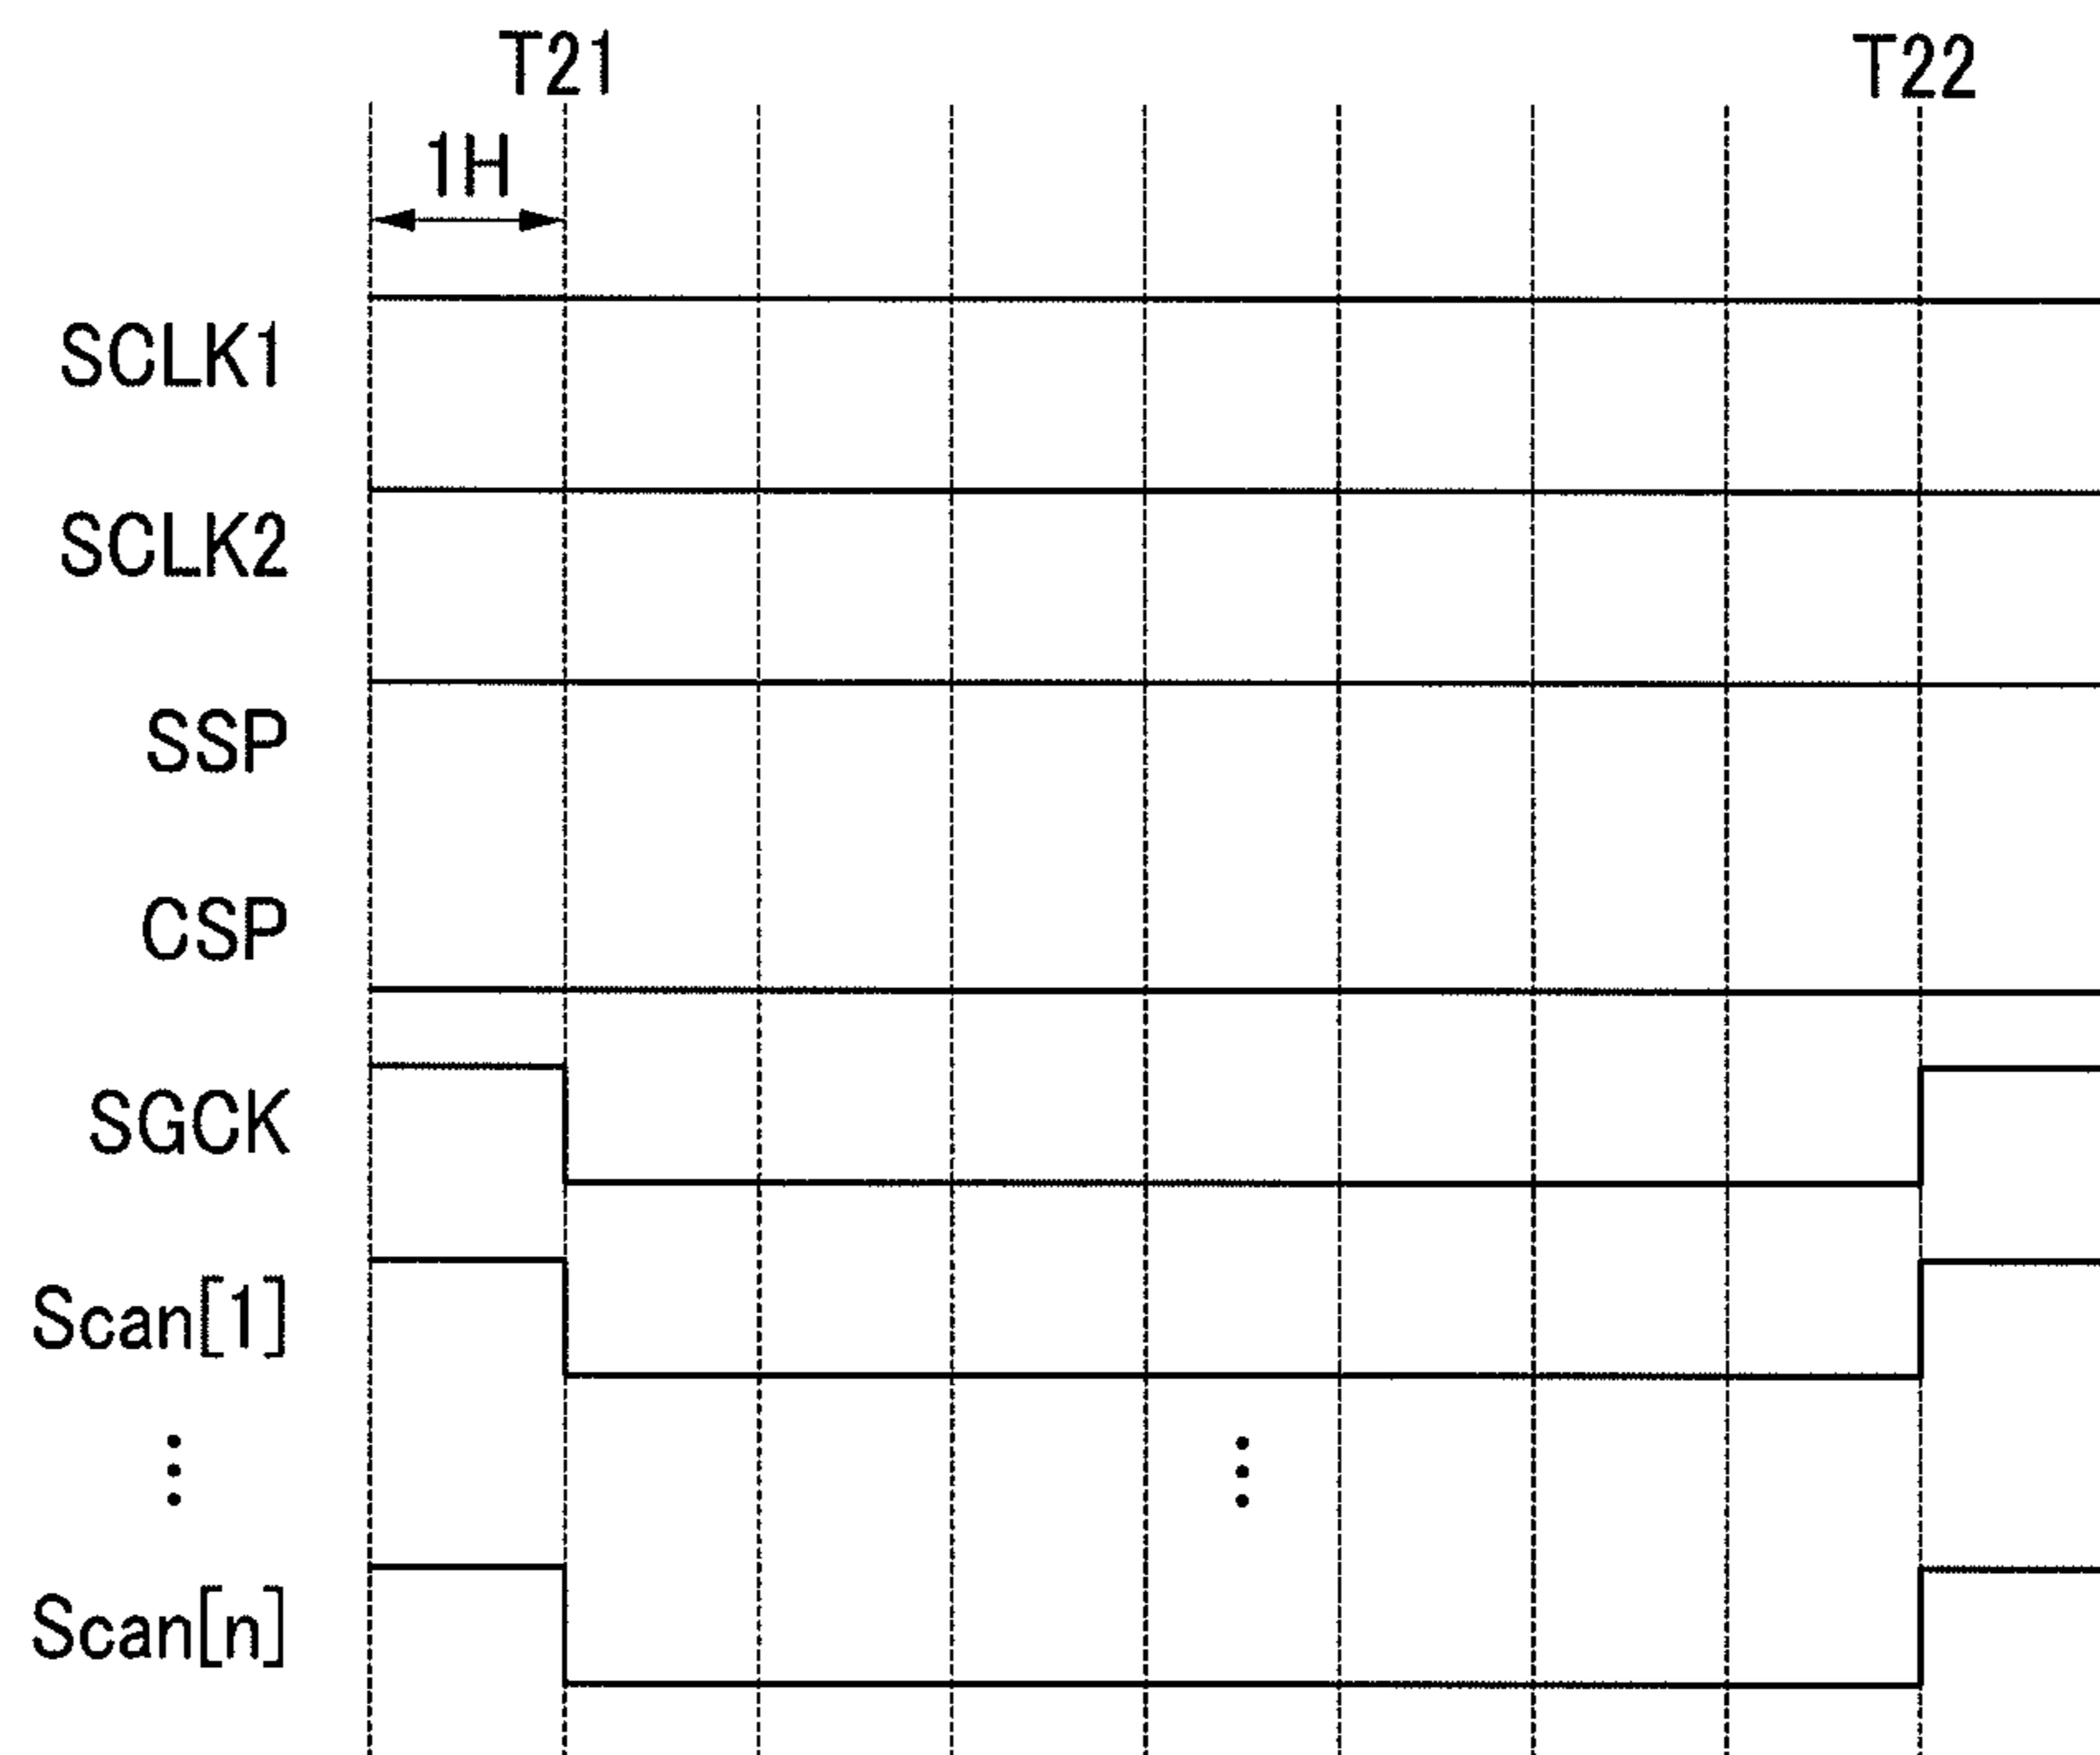 T21 T22
1H
SCLK1
SCLK2
SSP
CSP
SGCK
Scan[1]
Scan[n]